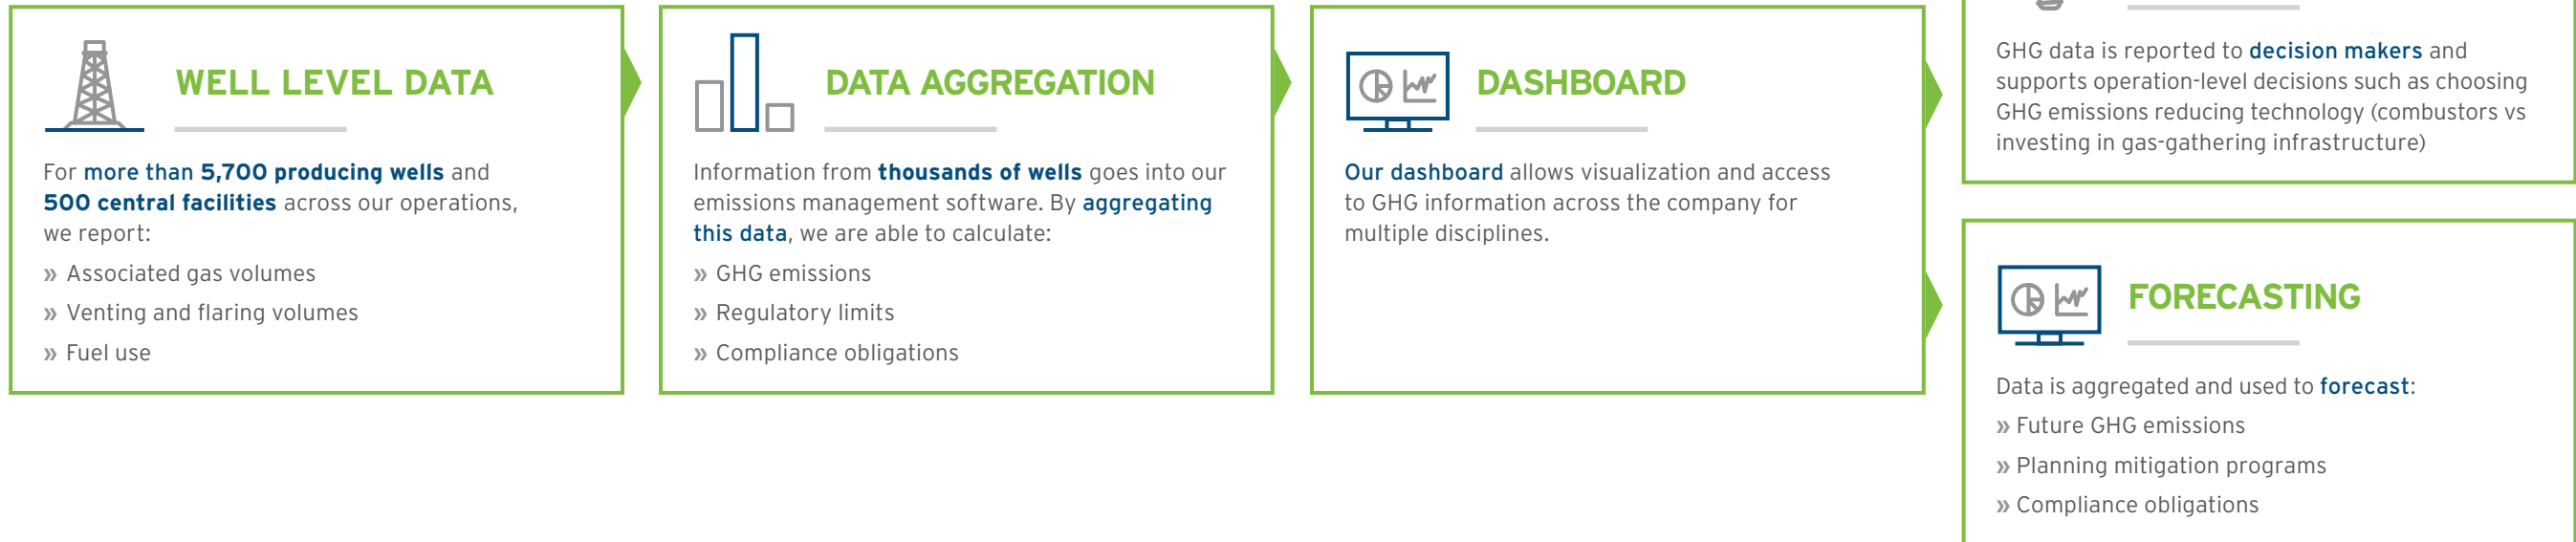 WELL LEVEL DATA
For more than 5,700 producing wells and
500 central facilities across our operations,
we report:
» Associated gas volumes
» Venting and flaring volumes
» Fuel use
DATA AGGREGATION
Information from thousands of wells goes into our
emissions management software. By aggregating
this data, we are able to calculate:
» GHG emissions
» Regulatory limits
» Compliance obligations
DASHBOARD
Our dashboard allows visualization and access
to GHG information across the company for
multiple disciplines.
GHG data is reported to decision makers and
supports operation-level decisions such as choosing
GHG emissions reducing technology (combustors vs
investing in gas-gathering infrastructure)
FORECASTING
Data is aggregated and used to forecast:
» Future GHG emissions
» Planning mitigation programs
» Compliance obligations